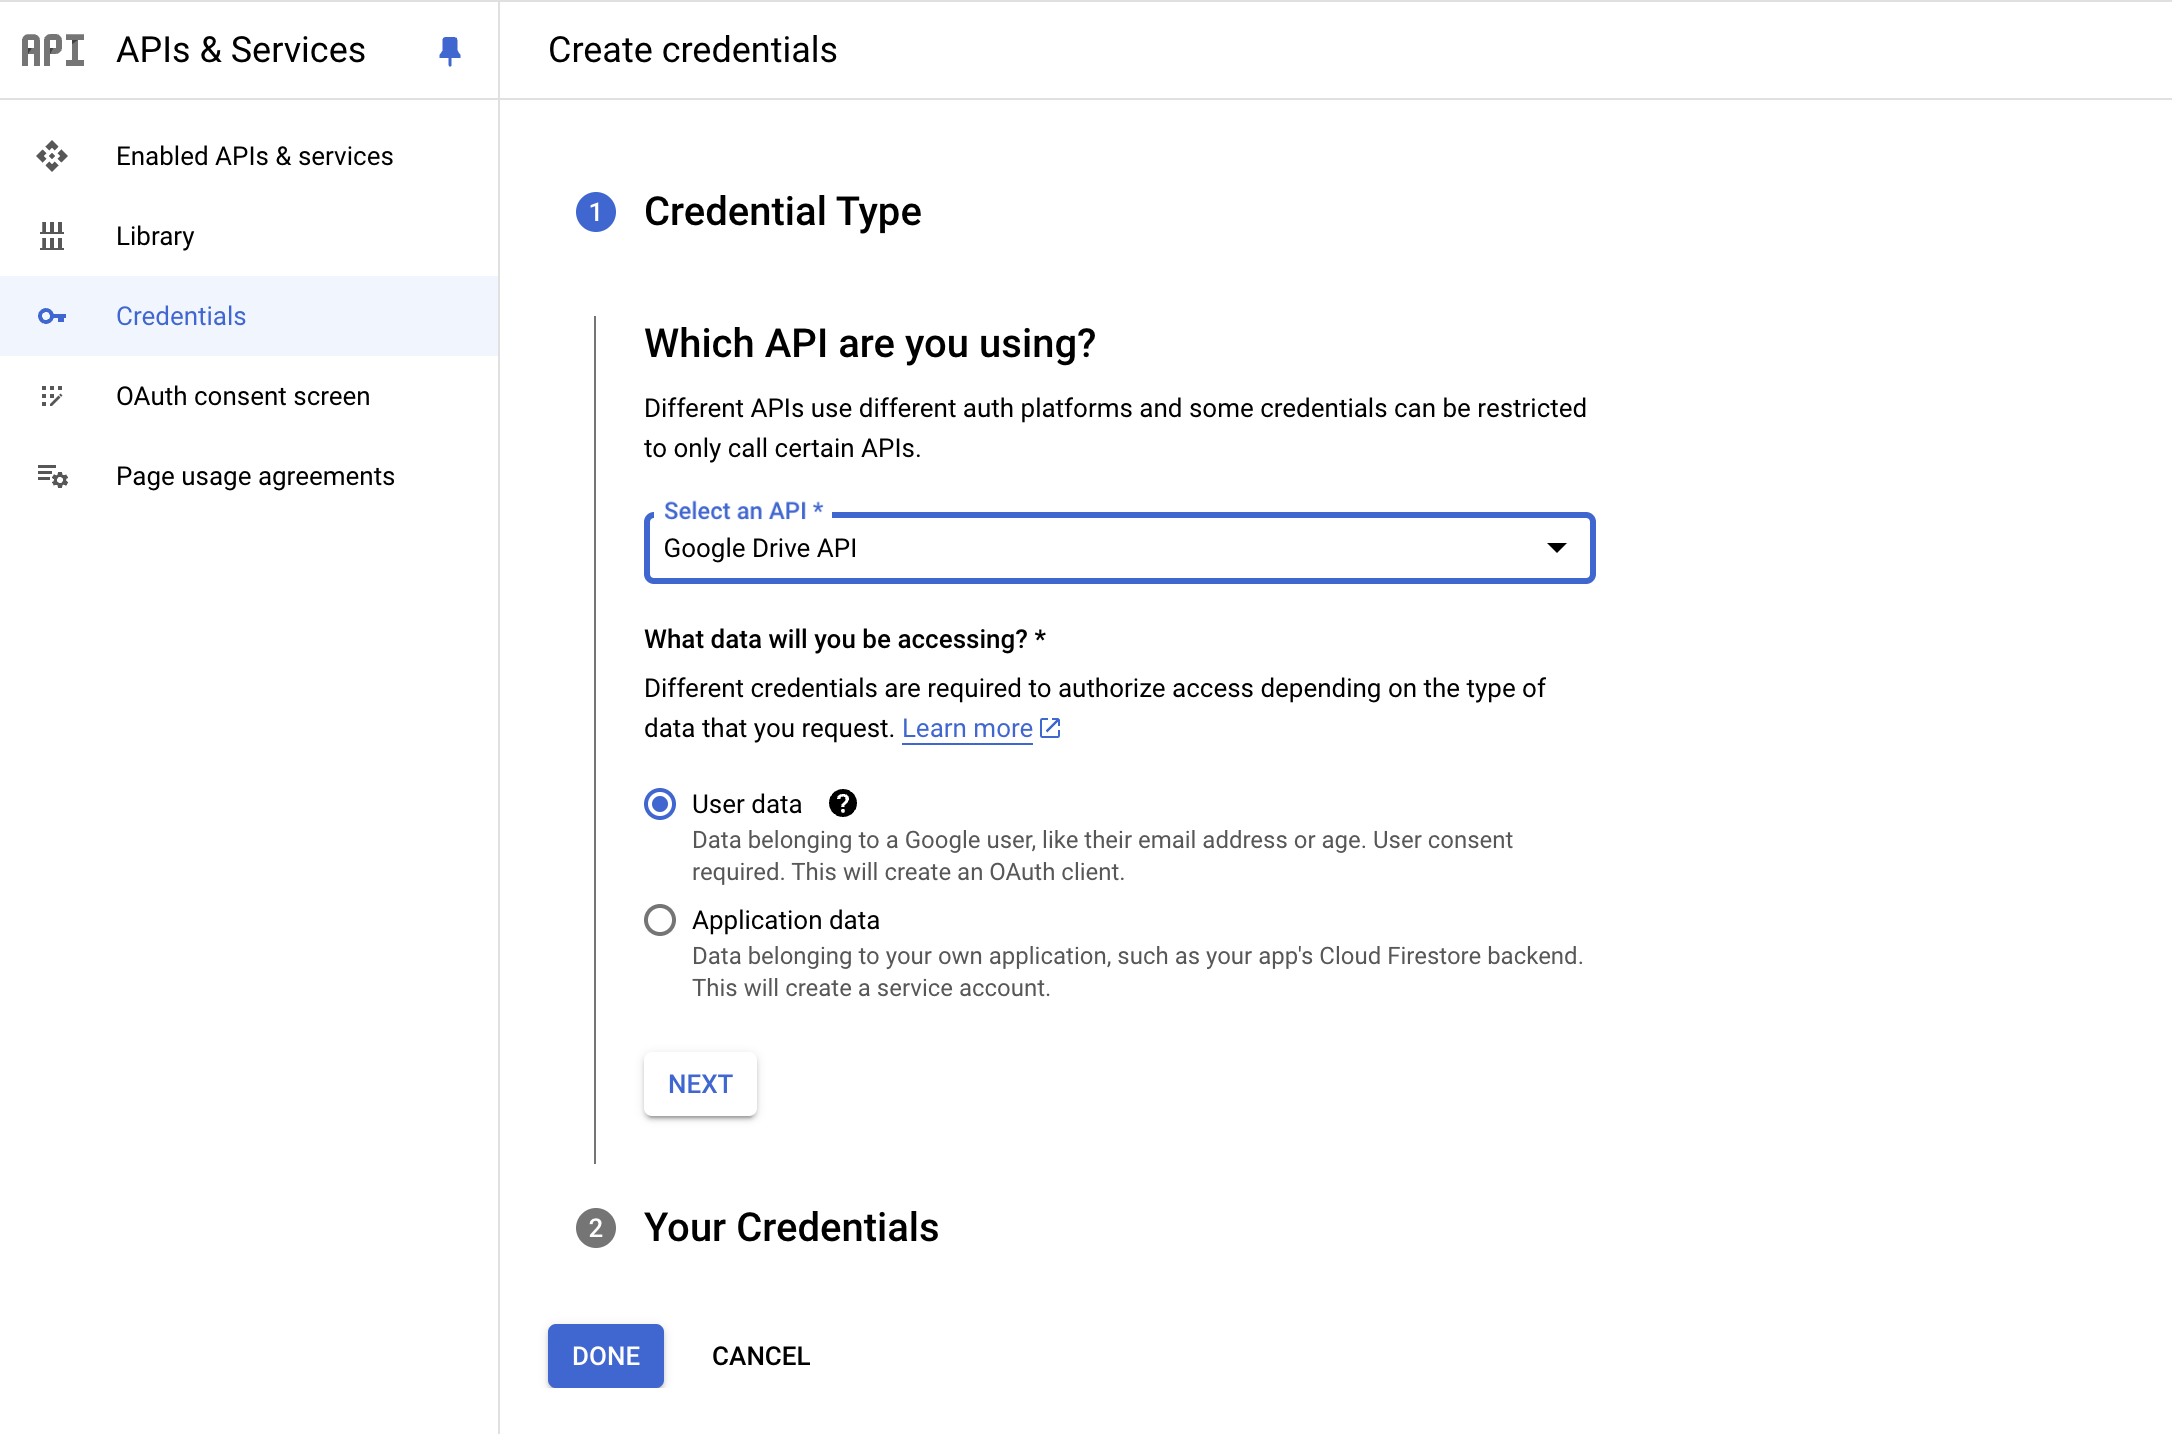 API APIs & Services
Create credentials
Enabled APIs & services
Library
Credentials
OAuth consent screen
Page usage agreements
1 Credential Type
Which API are you using?
Different APIs use different auth platforms and some credentials can be restricted
to only call certain APIs.
Select an API *
Google Drive API
What data will you be accessing? *
Different credentials are required to authorize access depending on the type of
data that you request. Learn more
User data ?
Data belonging to a Google user, like their email address or age. User consent
required. This will create an OAuth client.
Application data
Data belonging to your own application, such as your app's Cloud Firestore backend.
This will create a service account.
NEXT
2 Your Credentials
DONE CANCEL